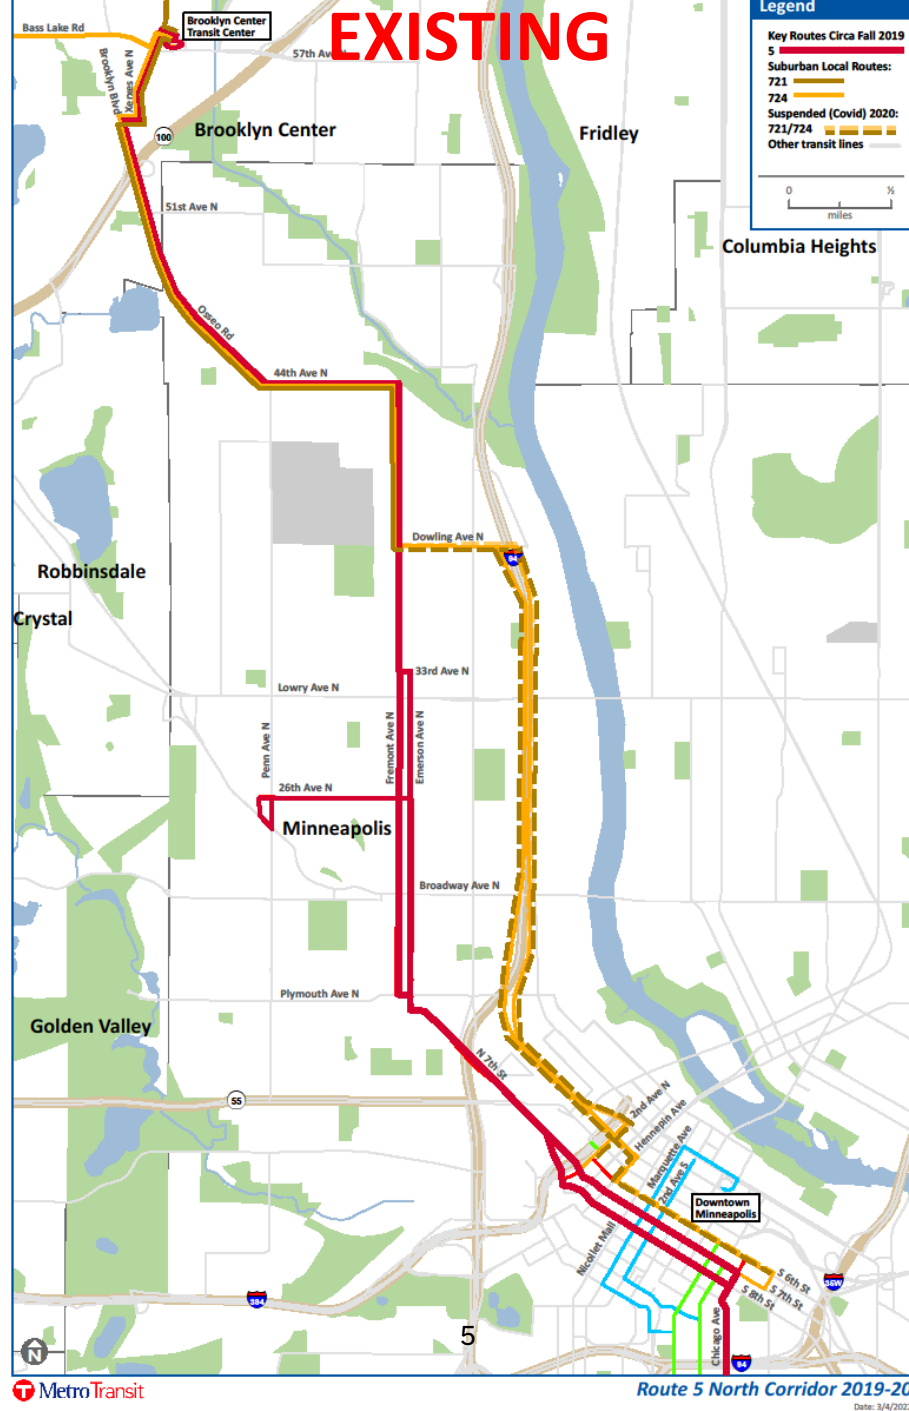 EXISTING
Legend
Key Routes Circa Fall 2019
5
Suburban Local Routes:
721
724
Suspended (Covid) 2020:
721/724
Other transit lines
0
½
miles
Bass Lake Rd
Brooklyn Center
Transit Center
57th Ave N
Brooklyn Blvd
Xerxes Ave N
100
Brooklyn Center
Fridley
51st Ave N
Columbia Heights
Osseo Rd
44th Ave N
Dowling Ave N
94
Robbinsdale
Crystal
33rd Ave N
Lowry Ave N
Penn Ave N
Fremont Ave N
Emerson Ave N
26th Ave N
Minneapolis
Broadway Ave N
Plymouth Ave N
Golden Valley
N 7th St
55
2nd Ave N
Hennepin Ave
Marquette Ave
2nd Ave S
Downtown
Minneapolis
Nicollet Mall
S 6th St
S 7th St
S 8th St
35W
394
Chicago Ave
94
5
N
T MetroTransit
Route 5 North Corridor 2019-20